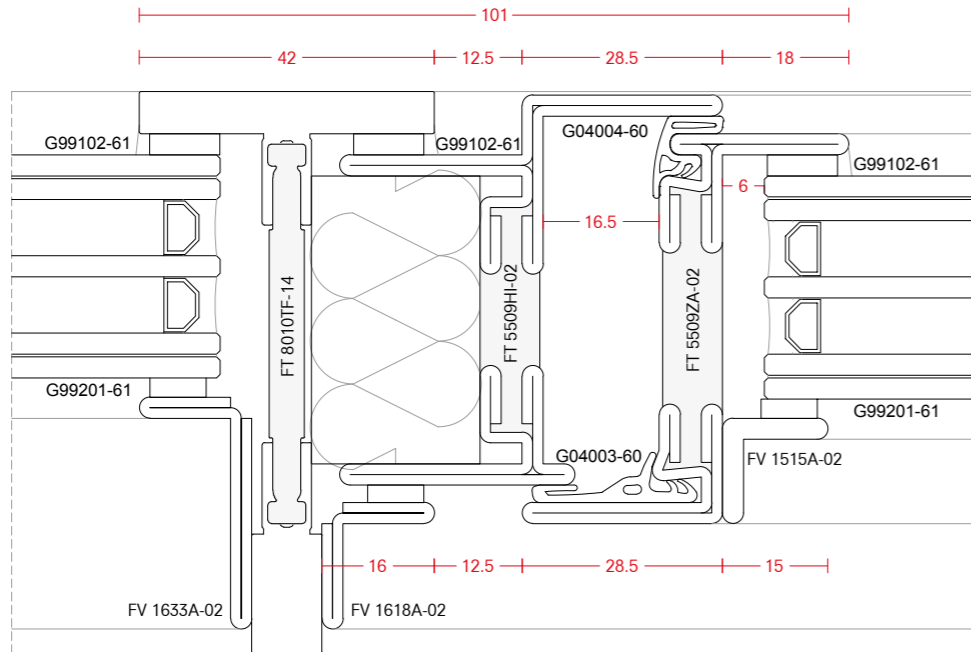 101
42 12.5 28.5 18
G99102-61 G99102-61 G04004-60 G99102-61
6
16.5
FT 8010TF-14
FT 5509HI-02
FT 5509ZA-02
G99201-61 G99201-61
G04003-60
FV 1515A-02
16 12.5 28.5 15
FV 1633A-02 FV 1618A-02